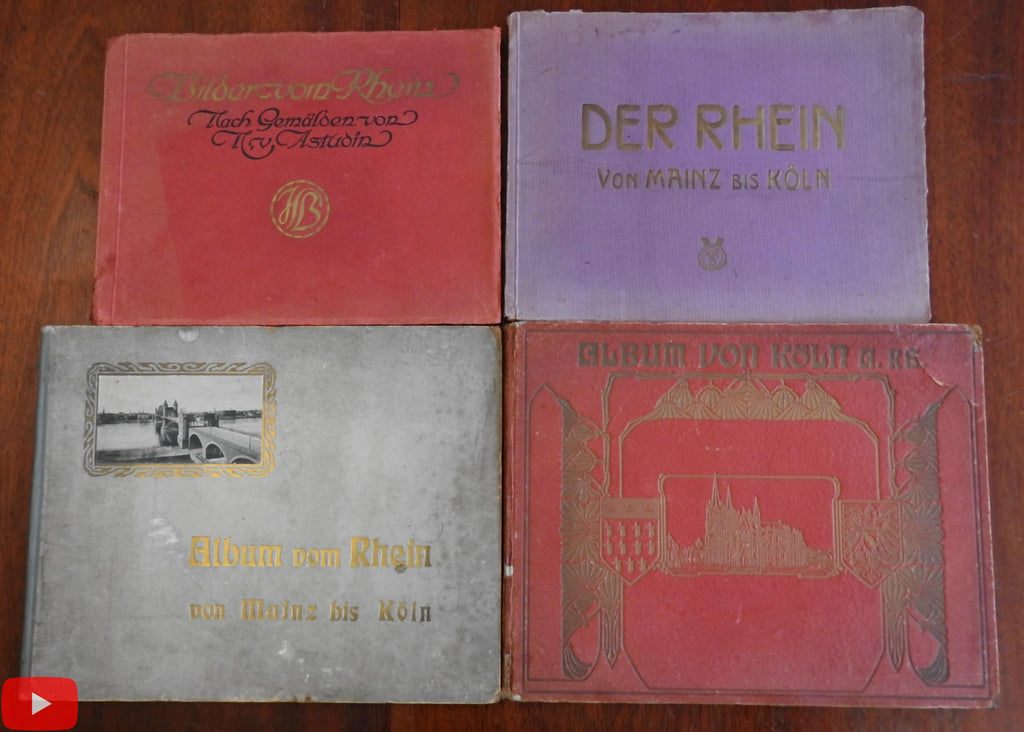 Bilder vom Rhein
Nach Gemälden von
N. v. Astudin
HB
DER RHEIN
VON MAINZ BIS KÖLN
Album vom Rhein
von Mainz bis Köln
ALBUM VON KÖLN A. RH.